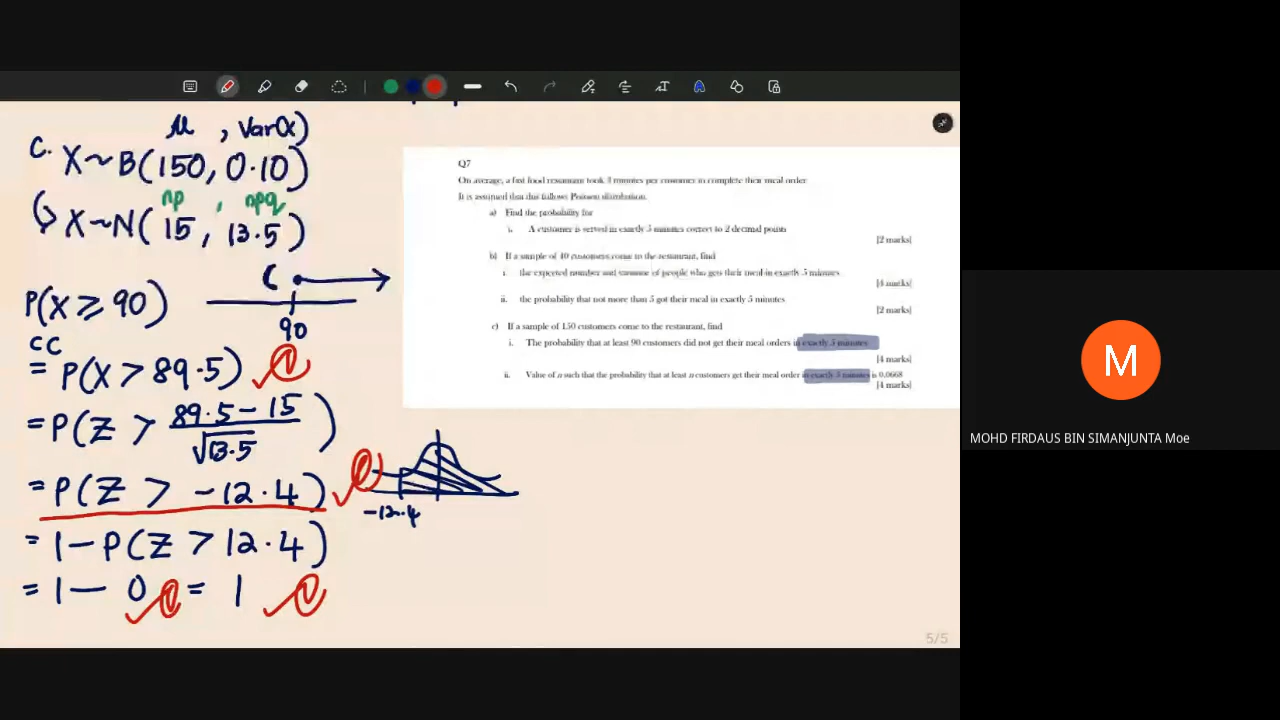 μ , Var(x)
c. X~B(150, 0.10)
np , npq
X~N(15, 13.5)
P(X ≥ 90)
90
CC
= P(X > 89.5) ✓①
= P(Z > 89.5 - 15 / √13.5)
= P(Z > -12.4) ✓①
-12.4
= 1 - P(Z > 12.4)
= 1 - 0 ✓① = 1 ✓①
Q7
On average, a fast food restaurant took 3 minutes per customer to complete their meal order
It is assumed that this follows Poisson distribution.
a) Find the probability for
i. A customer is served in exactly 5 minutes correct to 2 decimal points
[2 marks]
b) If a sample of 40 customers come to the restaurant, find
i. the expected number and variance of people who gets their meal in exactly 5 minutes
[4 marks]
ii. the probability that not more than 5 got their meal in exactly 5 minutes
[2 marks]
c) If a sample of 150 customers come to the restaurant, find
i. The probability that at least 90 customers did not get their meal orders in exactly 5 minutes
[4 marks]
ii. Value of n such that the probability that at least n customers get their meal order in exactly 5 minutes is 0.0668
[4 marks]
5/5
M
MOHD FIRDAUS BIN SIMANJUNTA Moe